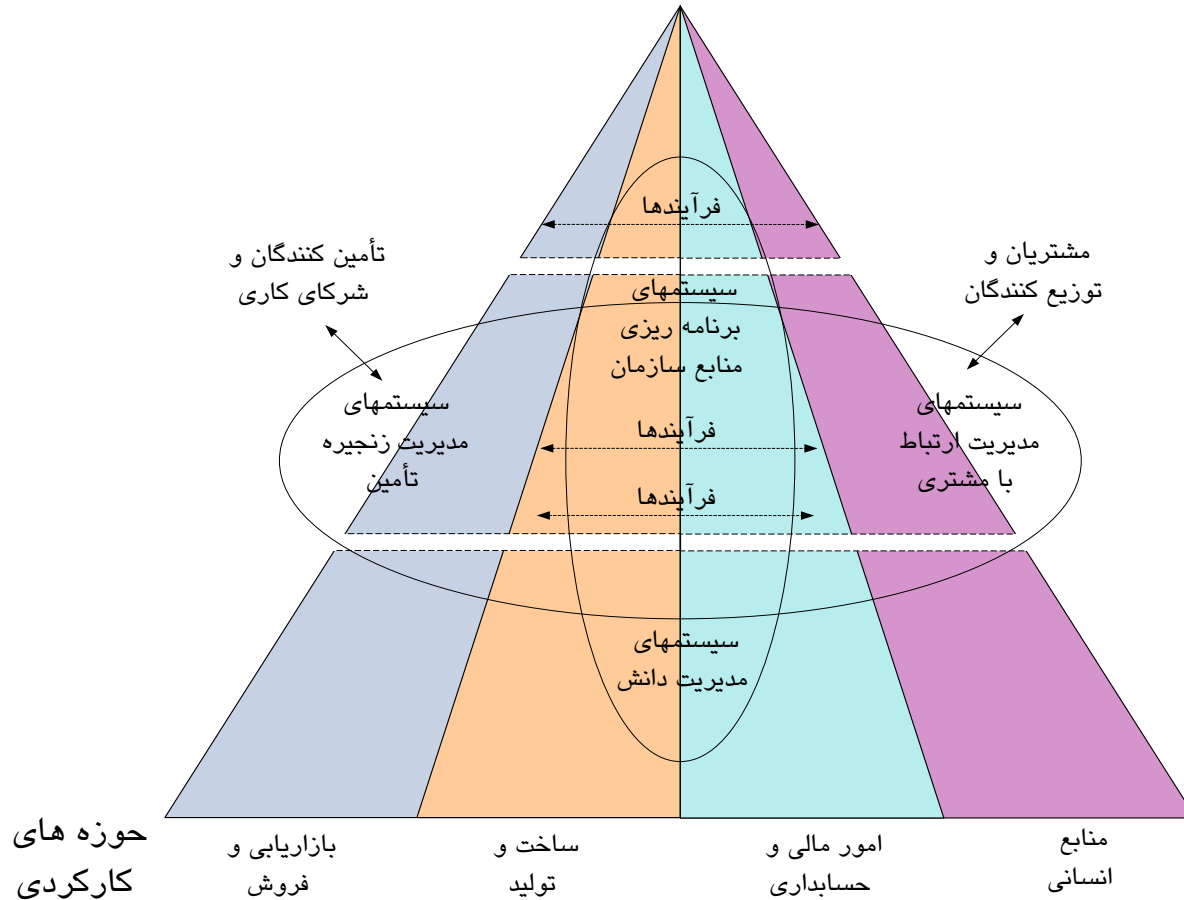 فرآیندها
تأمین کنندگان و
شرکای کاری
مشتریان و
توزیع کنندگان
سیستمهای
برنامه ریزی
منابع سازمان
سیستمهای
مدیریت زنجیره
تأمین
سیستمهای
مدیریت ارتباط
با مشتری
فرآیندها
فرآیندها
سیستمهای
مدیریت دانش
حوزه های
کارکردی
بازاریابی و
فروش
ساخت و
تولید
امور مالی و
حسابداری
منابع
انسانی